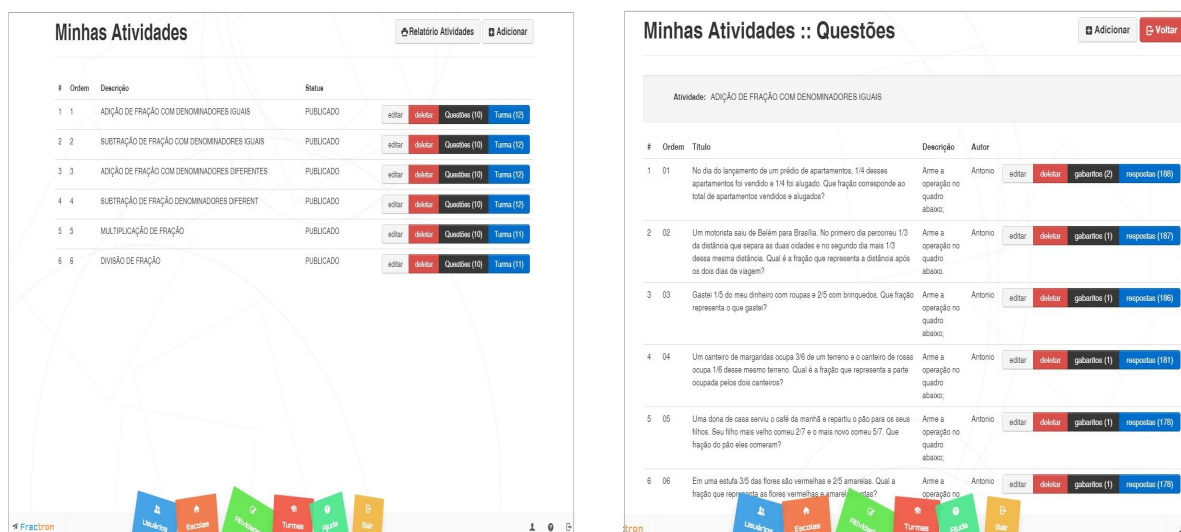 Minhas Atividades
Relatório Atividades
Adicionar
# Ordem Descrição Status
1 1 ADIÇÃO DE FRAÇÃO COM DENOMINADORES IGUAIS PUBLICADO editar deletar Questões (10) Turma (12)
2 2 SUBTRAÇÃO DE FRAÇÃO COM DENOMINADORES IGUAIS PUBLICADO editar deletar Questões (10) Turma (12)
3 3 ADIÇÃO DE FRAÇÃO COM DENOMINADORES DIFERENTES PUBLICADO editar deletar Questões (10) Turma (12)
4 4 SUBTRAÇÃO DE FRAÇÃO DENOMINADORES DIFERENT PUBLICADO editar deletar Questões (10) Turma (12)
5 5 MULTIPLICAÇÃO DE FRAÇÃO PUBLICADO editar deletar Questões (10) Turma (11)
6 6 DIVISÃO DE FRAÇÃO PUBLICADO editar deletar Questões (10) Turma (11)
Usuários Escolas Atividades Turmas Ajuda Sair
Fractron
Minhas Atividades :: Questões
Adicionar
Voltar
Atividade: ADIÇÃO DE FRAÇÃO COM DENOMINADORES IGUAIS
# Ordem Título Descrição Autor
1 01 No dia do lançamento de um prédio de apartamentos, 1/4 desses Arme a Antonio editar deletar gabaritos (2) respostas (188)
apartamentos foi vendido e 1/4 foi alugado. Que fração corresponde ao operação no
total de apartamentos vendidos e alugados? quadro
abaixo;
2 02 Um motorista saiu de Belém para Brasília. No primeiro dia percorreu 1/3 Arme a Antonio editar deletar gabaritos (1) respostas (187)
da distância que separa as duas cidades e no segundo dia mais 1/3 operação no
dessa mesma distância. Qual é a fração que representa a distância após quadro
os dois dias de viagem? abaixo.
3 03 Gastei 1/5 do meu dinheiro com roupas e 2/5 com brinquedos. Que fração Arme a Antonio editar deletar gabaritos (1) respostas (186)
representa o que gastei? operação no
quadro
abaixo;
4 04 Um canteiro de margaridas ocupa 3/6 de um terreno e o canteiro de rosas Arme a Antonio editar deletar gabaritos (1) respostas (181)
ocupa 1/6 desse mesmo terreno. Qual é a fração que representa a parte operação no
ocupada pelos dois canteiros? quadro
abaixo;
5 05 Uma dona de casa serviu o café da manhã e repartiu o pão para os seus Arme a Antonio editar deletar gabaritos (1) respostas (178)
filhos. Seu filho mais velho comeu 2/7 e o mais novo comeu 5/7. Que operação no
fração do pão eles comeram? quadro
abaixo;
6 06 Em uma estufa 3/5 das flores são vermelhas e 2/5 amarelas. Qual a Arme a Antonio editar deletar gabaritos (1) respostas (178)
fração que representa as flores vermelhas e operação no
Usuários Escolas Atividades Turmas Ajuda Sair
tron